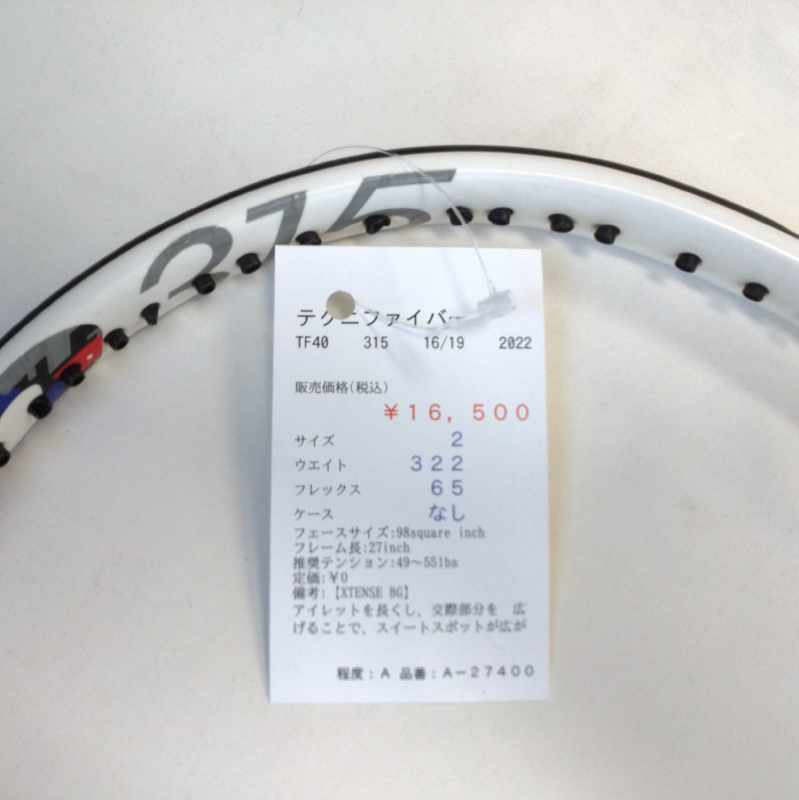 315
テクニファイバー
TF40 315 16/19 2022
販売価格(税込)
￥16,500
サイズ 2
ウエイト 322
フレックス 65
ケース なし
フェースサイズ:98square inch
フレーム長:27inch
推奨テンション:49～55lbs
定価:￥0
備考:【XTENSE BG】
アイレットを長くし、交際部分を 広
げることで、スイートスポットが広が
程度：A 品番：A－27400